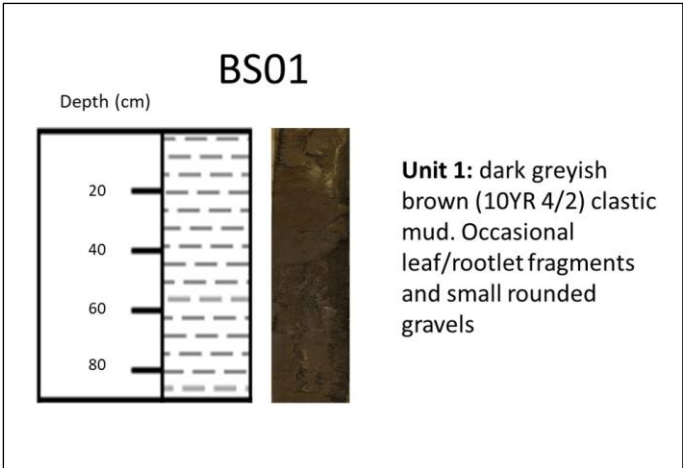 BS01
Depth (cm)
20
40
60
80
Unit 1: dark greyish
brown (10YR 4/2) clastic
mud. Occasional
leaf/rootlet fragments
and small rounded
gravels